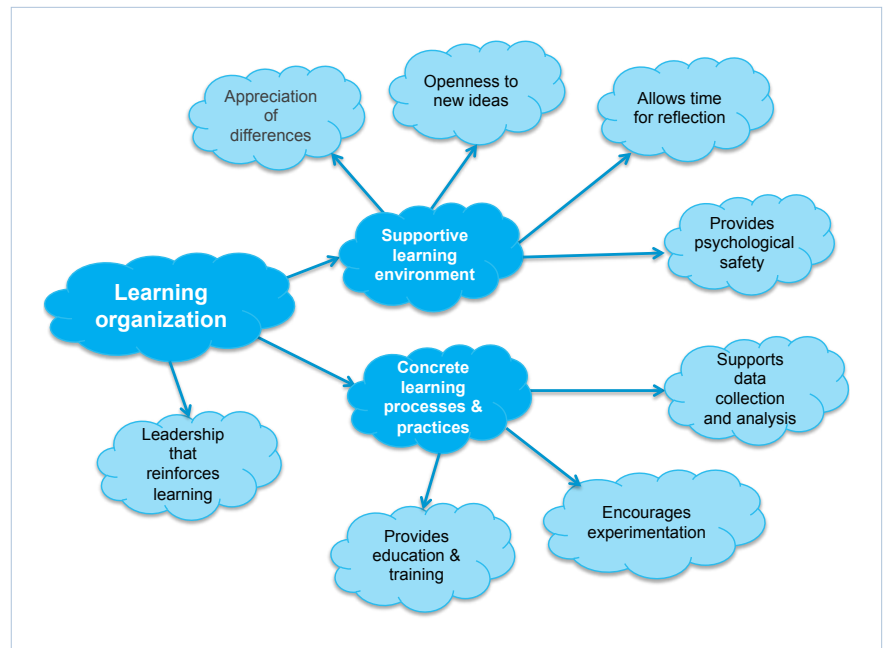 Appreciation
of
differences
Openness to
new ideas
Allows time
for reflection
Supportive
learning
environment
Provides
psychological
safety
Learning
organization
Concrete
learning
processes &
practices
Supports
data
collection
and analysis
Leadership
that
reinforces
learning
Provides
education &
training
Encourages
experimentation